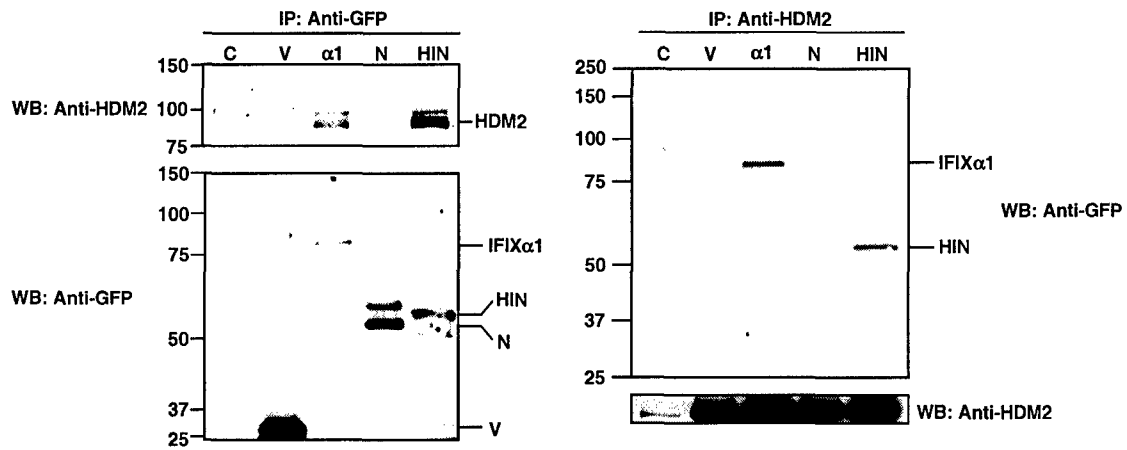 IP: Anti-GFP
C V α1 N HIN
150
100
75
WB: Anti-HDM2
HDM2
150
100
75
50
37
25
WB: Anti-GFP
IFIXα1
HIN
N
V
IP: Anti-HDM2
C V α1 N HIN
250
150
100
75
50
37
25
IFIXα1
HIN
WB: Anti-GFP
WB: Anti-HDM2